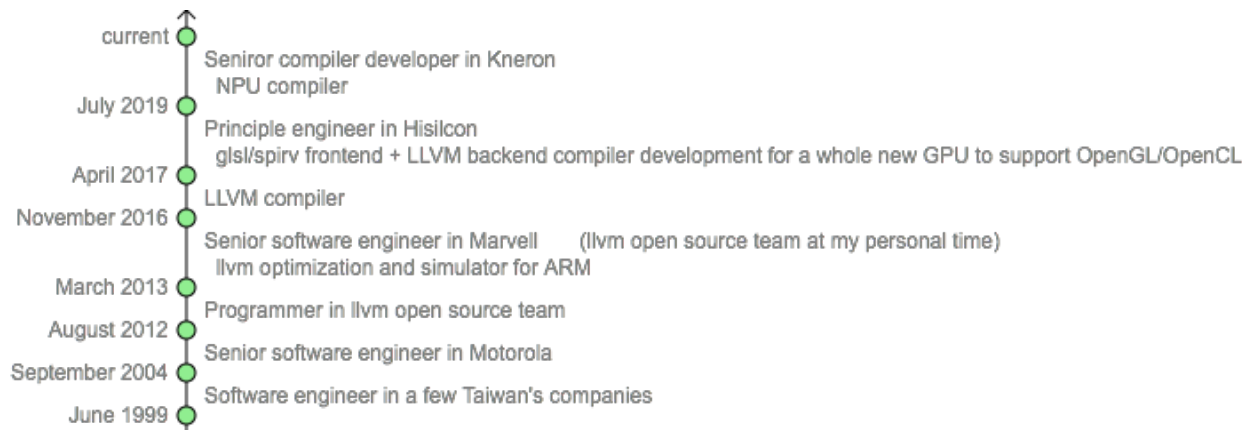 current
Seniror compiler developer in Kneron
NPU compiler
July 2019
Principle engineer in Hisilcon
glsl/spirv frontend + LLVM backend compiler development for a whole new GPU to support OpenGL/OpenCL
April 2017
LLVM compiler
November 2016
Senior software engineer in Marvell (llvm open source team at my personal time)
llvm optimization and simulator for ARM
March 2013
Programmer in llvm open source team
August 2012
Senior software engineer in Motorola
September 2004
Software engineer in a few Taiwan's companies
June 1999